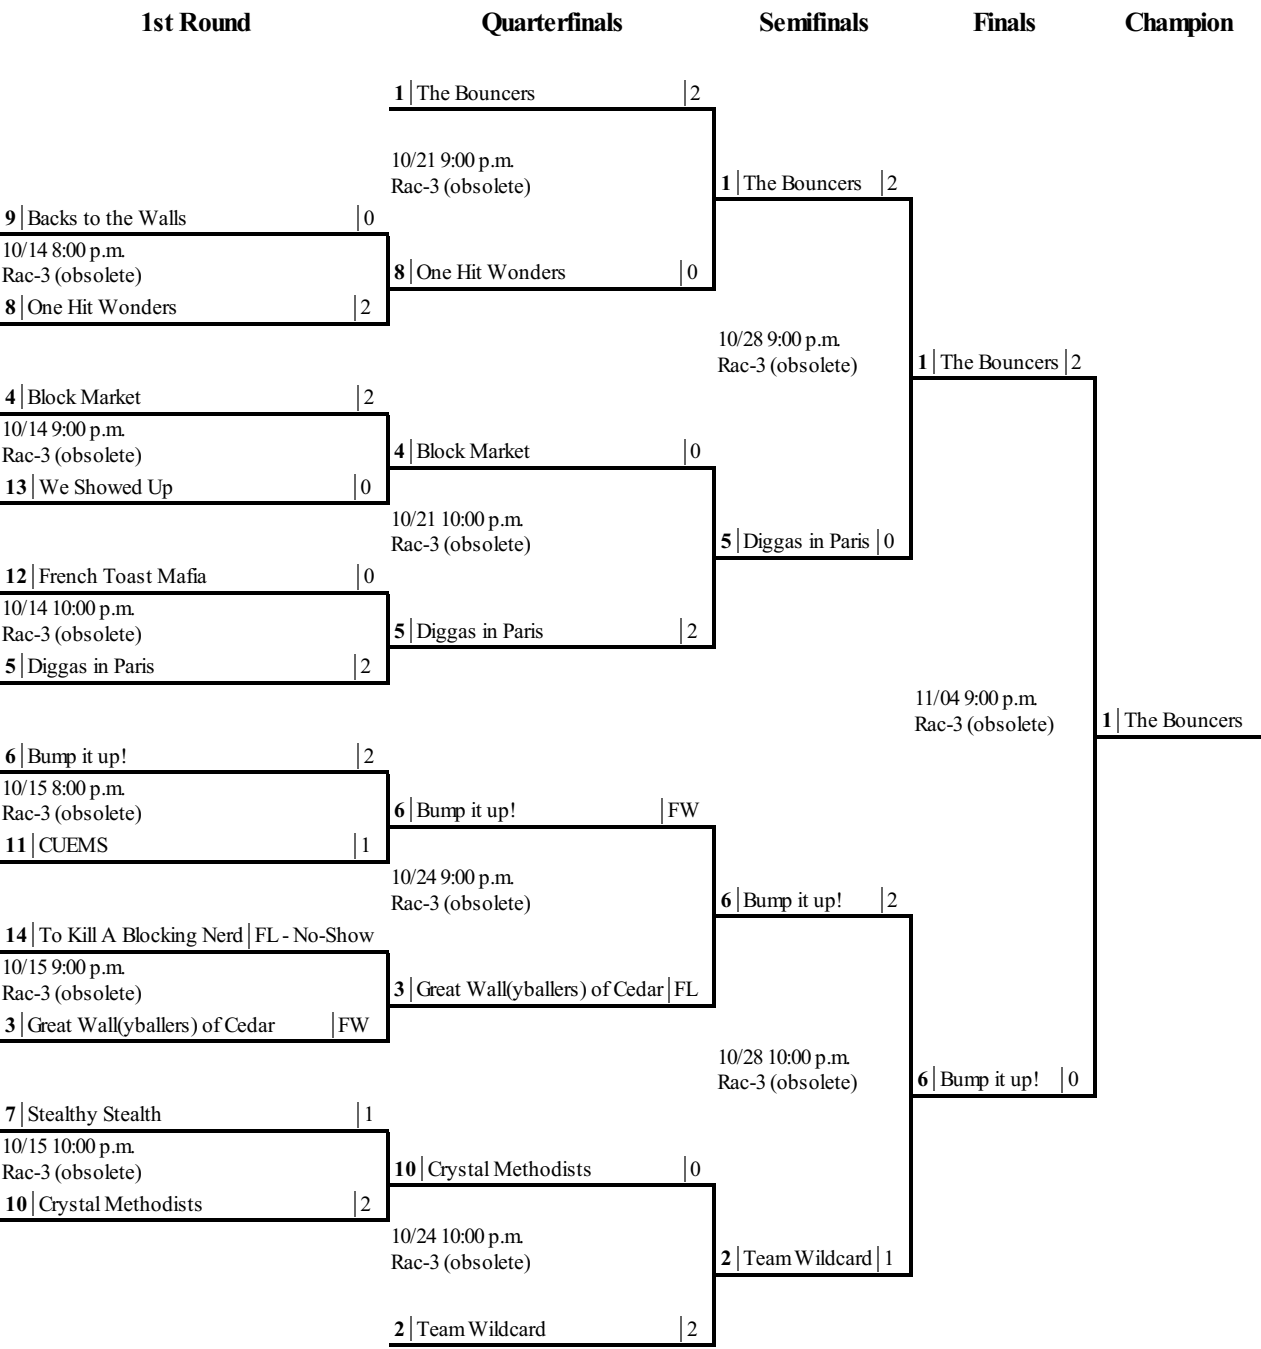 1st Round Quarterfinals Semifinals Finals Champion
1 The Bouncers 2
10/21 9:00 p.m.
Rac-3 (obsolete)
1 The Bouncers 2
9 Backs to the Walls 0
10/14 8:00 p.m.
Rac-3 (obsolete)
8 One Hit Wonders 0
8 One Hit Wonders 2
10/28 9:00 p.m.
Rac-3 (obsolete)
1 The Bouncers 2
4 Block Market 2
10/14 9:00 p.m.
Rac-3 (obsolete)
4 Block Market 0
13 We Showed Up 0
10/21 10:00 p.m.
Rac-3 (obsolete)
5 Diggas in Paris 0
12 French Toast Mafia 0
10/14 10:00 p.m.
Rac-3 (obsolete)
5 Diggas in Paris 2
5 Diggas in Paris 2
11/04 9:00 p.m.
Rac-3 (obsolete)
1 The Bouncers
6 Bump it up! 2
10/15 8:00 p.m.
Rac-3 (obsolete)
6 Bump it up! FW
11 CUEMS 1
10/24 9:00 p.m.
Rac-3 (obsolete)
6 Bump it up! 2
14 To Kill A Blocking Nerd FL - No-Show
10/15 9:00 p.m.
Rac-3 (obsolete)
3 Great Wall(yballers) of Cedar FL
3 Great Wall(yballers) of Cedar FW
10/28 10:00 p.m.
Rac-3 (obsolete)
6 Bump it up! 0
7 Stealthy Stealth 1
10/15 10:00 p.m.
Rac-3 (obsolete)
10 Crystal Methodists 0
10 Crystal Methodists 2
10/24 10:00 p.m.
Rac-3 (obsolete)
2 Team Wildcard 1
2 Team Wildcard 2